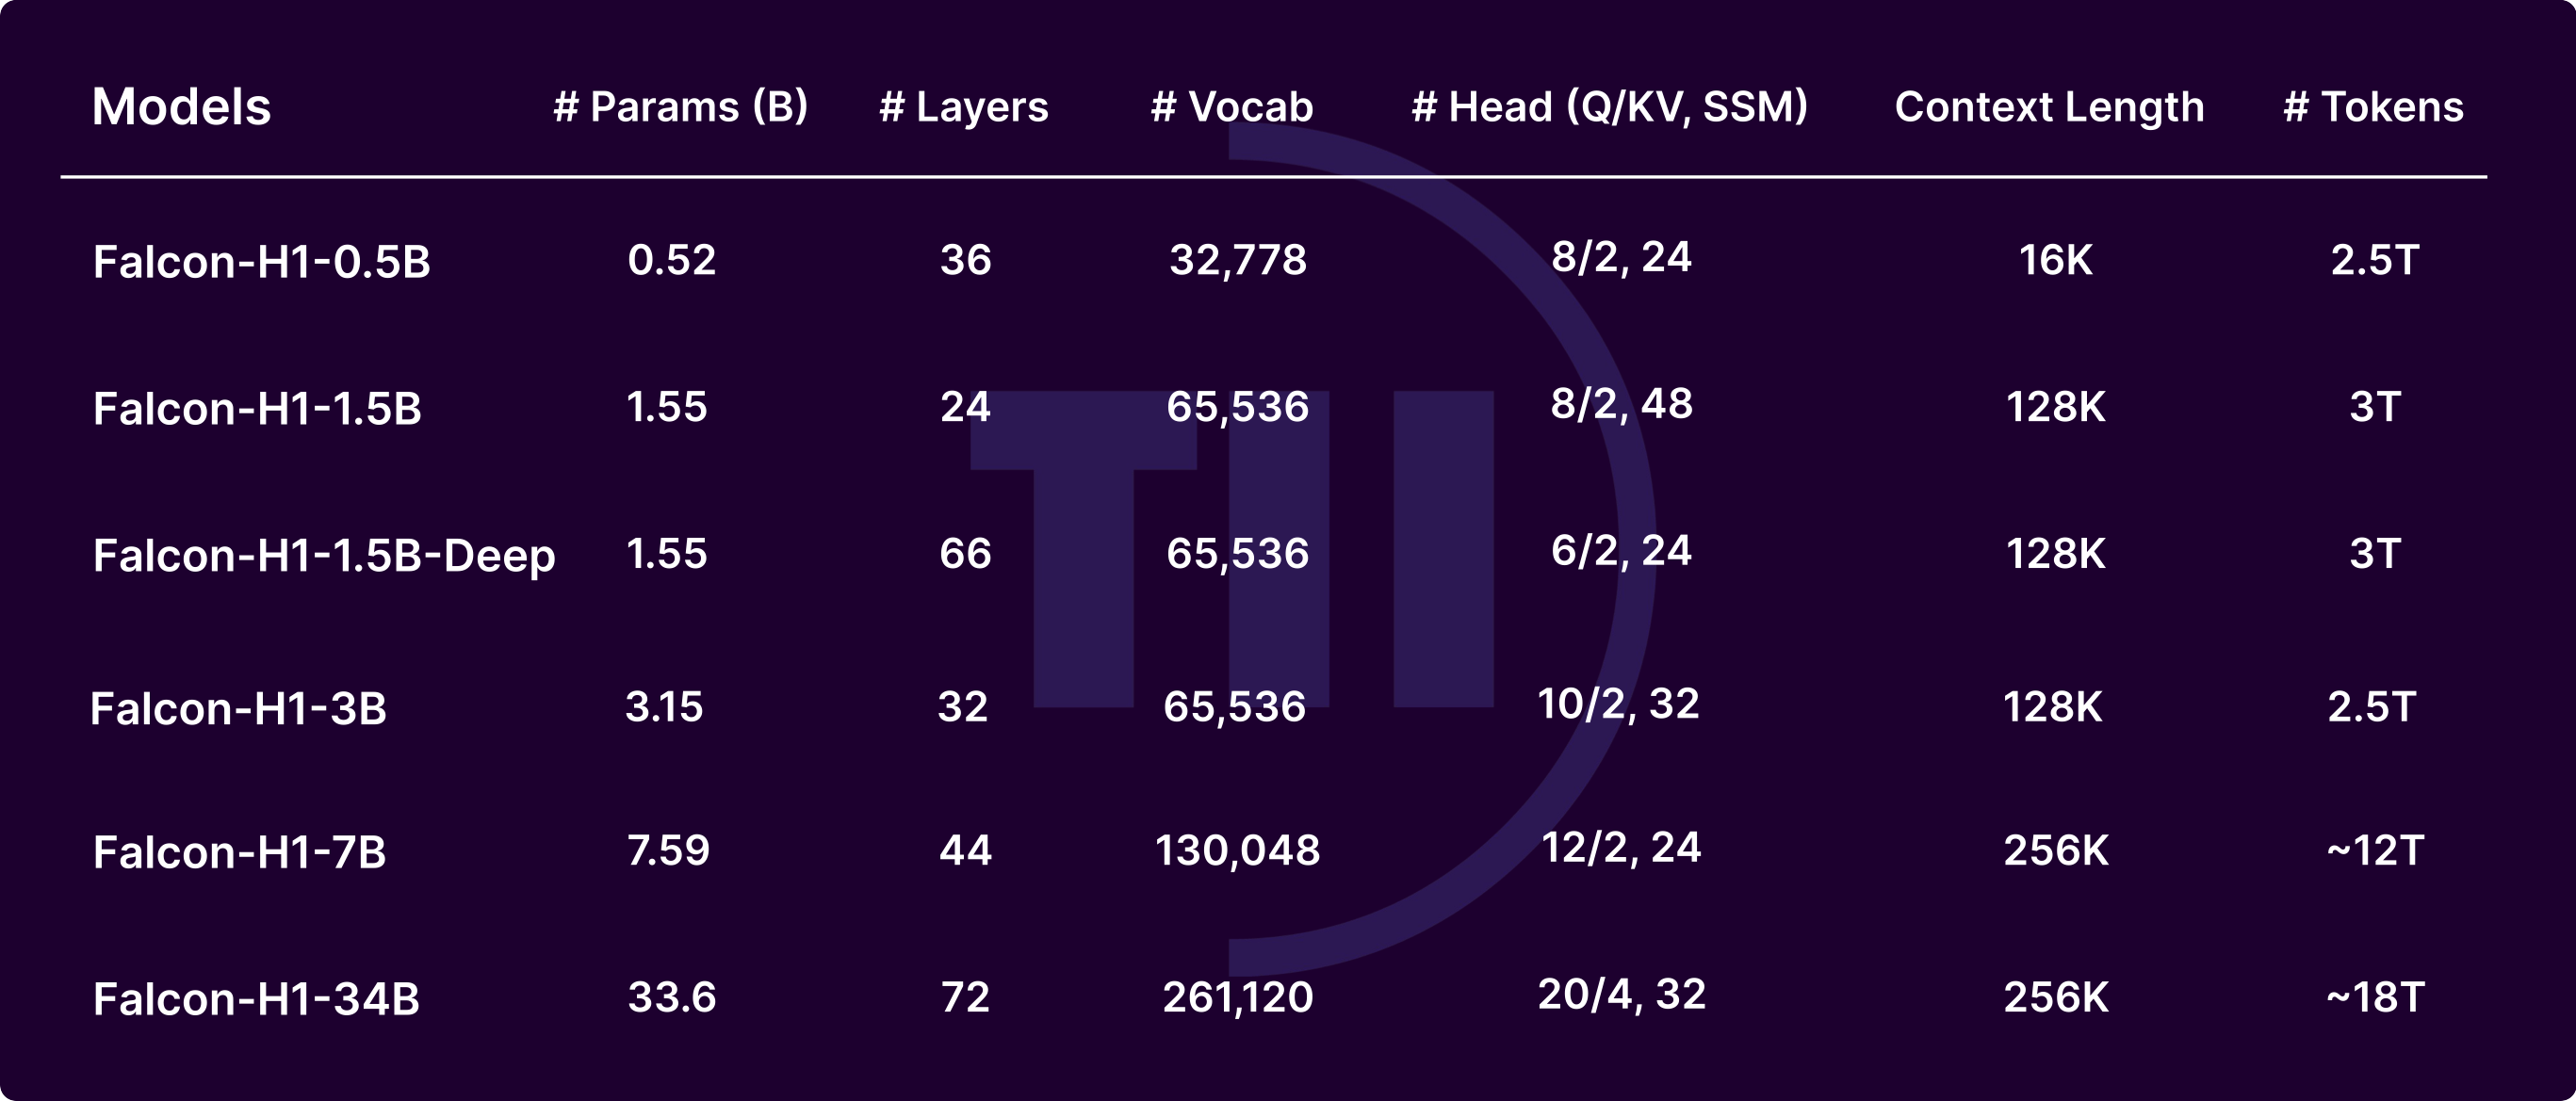 Models # Params (B) # Layers # Vocab # Head (Q/KV, SSM) Context Length # Tokens
Falcon-H1-0.5B 0.52 36 32,778 8/2, 24 16K 2.5T
Falcon-H1-1.5B 1.55 24 65,536 8/2, 48 128K 3T
Falcon-H1-1.5B-Deep 1.55 66 65,536 6/2, 24 128K 3T
Falcon-H1-3B 3.15 32 65,536 10/2, 32 128K 2.5T
Falcon-H1-7B 7.59 44 130,048 12/2, 24 256K ~12T
Falcon-H1-34B 33.6 72 261,120 20/4, 32 256K ~18T
TII